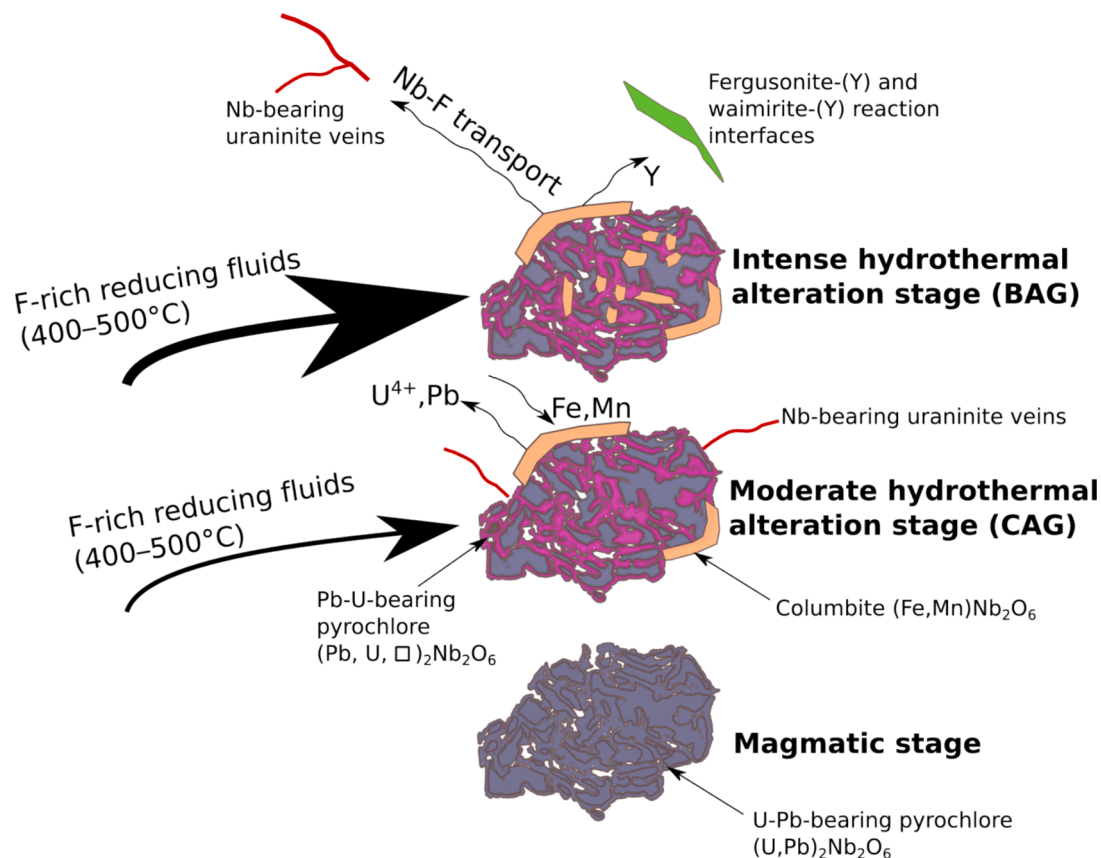 Nb-F transport
Nb-bearing
uraninite veins
Fergusonite-(Y) and
waimirite-(Y) reaction
interfaces
Y
F-rich reducing fluids
(400–500°C)
Intense hydrothermal
alteration stage (BAG)
U⁴⁺,Pb
Fe,Mn
Nb-bearing uraninite veins
F-rich reducing fluids
(400–500°C)
Moderate hydrothermal
alteration stage (CAG)
Pb-U-bearing
pyrochlore
(Pb, U, □)₂Nb₂O₆
Columbite (Fe,Mn)Nb₂O₆
Magmatic stage
U-Pb-bearing pyrochlore
(U,Pb)₂Nb₂O₆